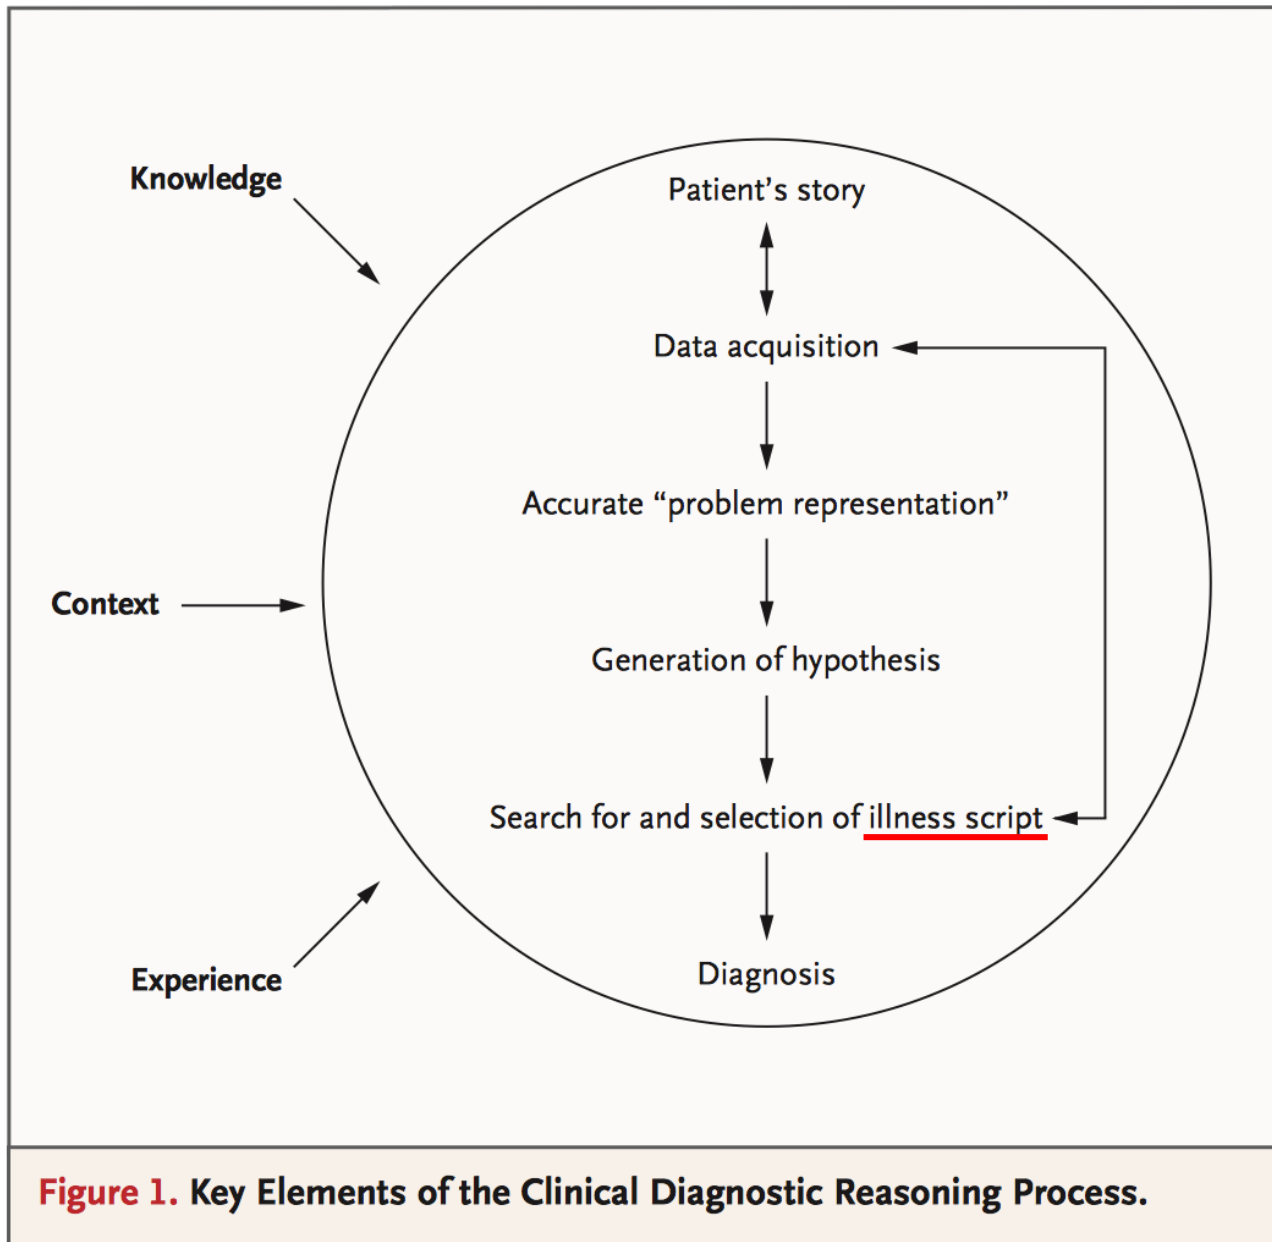 Knowledge
Patient’s story
Data acquisition
Accurate “problem representation”
Context
Generation of hypothesis
Search for and selection of illness script
Experience
Diagnosis
Figure 1. Key Elements of the Clinical Diagnostic Reasoning Process.